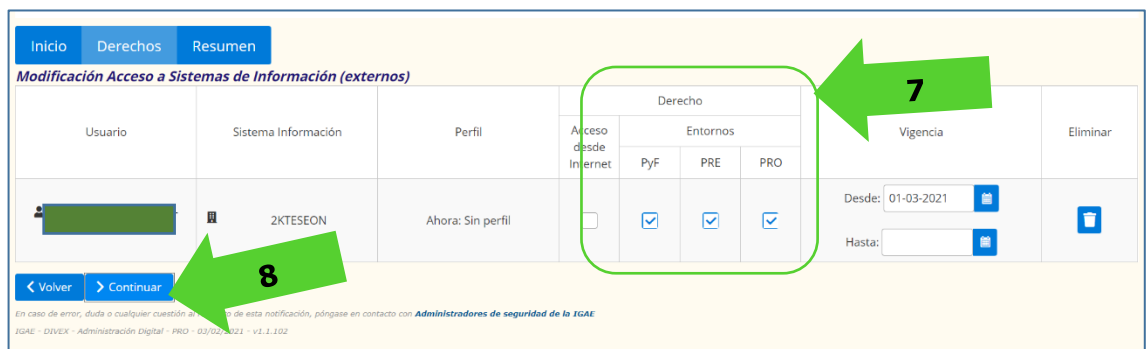 Inicio Derechos Resumen
Modificación Acceso a Sistemas de Información (externos)
7
Derecho
Usuario Sistema Información Perfil Acceso desde Internet Entornos Vigencia Eliminar
PyF PRE PRO
Desde: 01-03-2021
2KTESEON Ahora: Sin perfil
Hasta:
8
Volver Continuar
En caso de error, duda o cualquier cuestión al de esta notificación, póngase en contacto con Administradores de seguridad de la IGAE
IGAE - DIVEX - Administración Digital - PRO - 03/02/2021 - v1.1.102